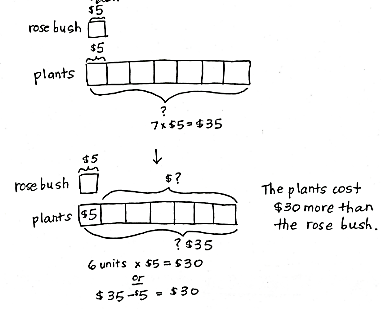 $5
rose bush
$5
plants
?
7 x $5 = $35
$5
$?
rose bush
plants $5
? $35
6 units x $5 = $30
or
$35 - $5 = $30
The plants cost
$30 more than
the rose bush.